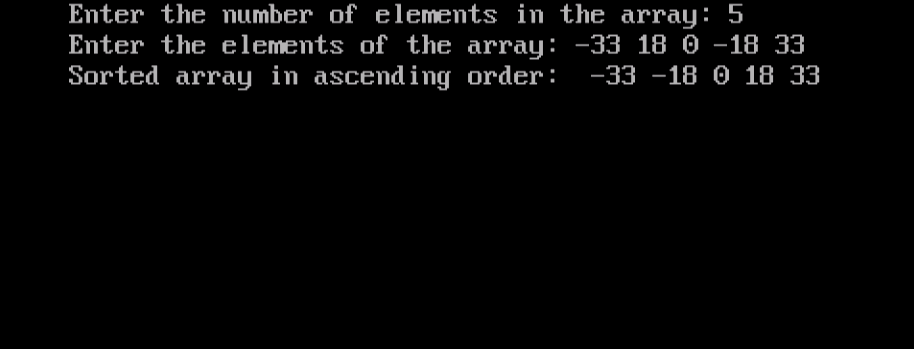 Enter the number of elements in the array: 5
Enter the elements of the array: -33 18 0 -18 33
Sorted array in ascending order:  -33 -18 0 18 33